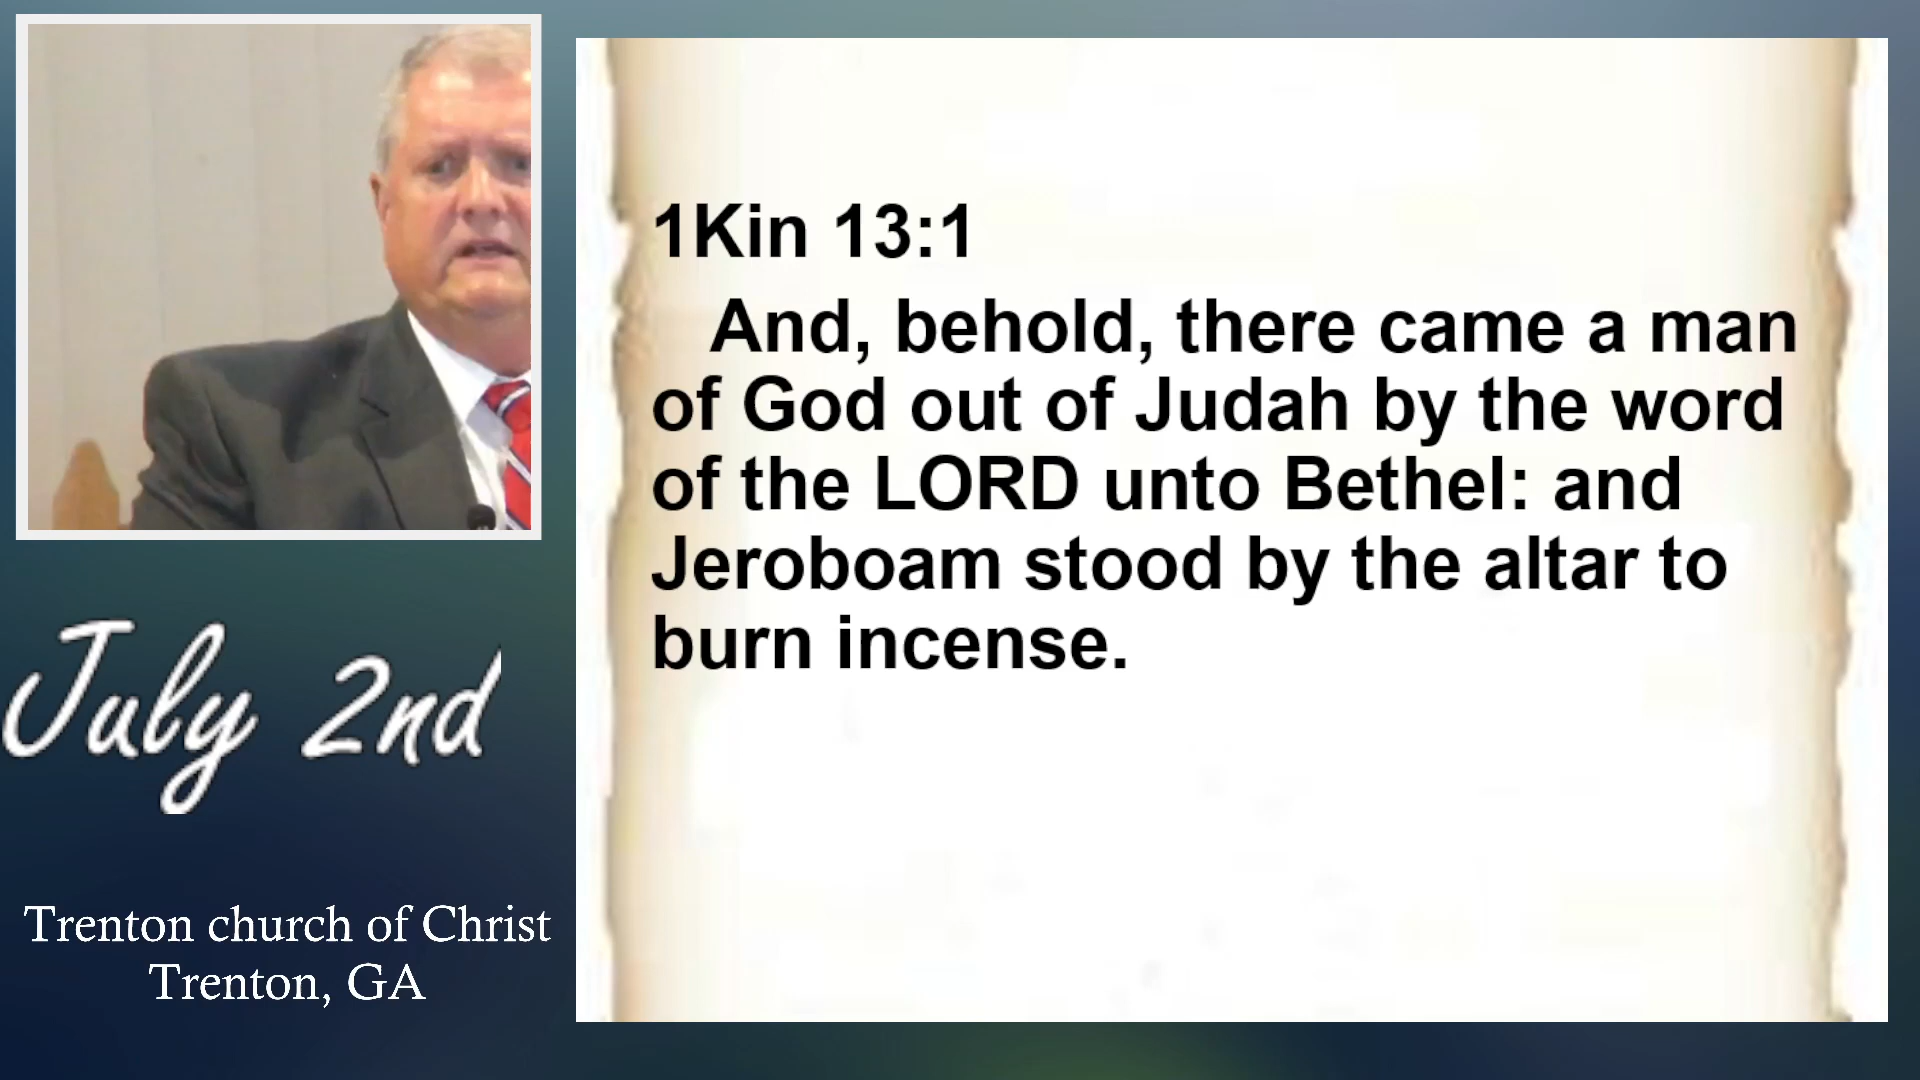 1Kin 13:1
And, behold, there came a man
of God out of Judah by the word
of the LORD unto Bethel: and
Jeroboam stood by the altar to
burn incense.
July 2nd
Trenton church of Christ
Trenton, GA